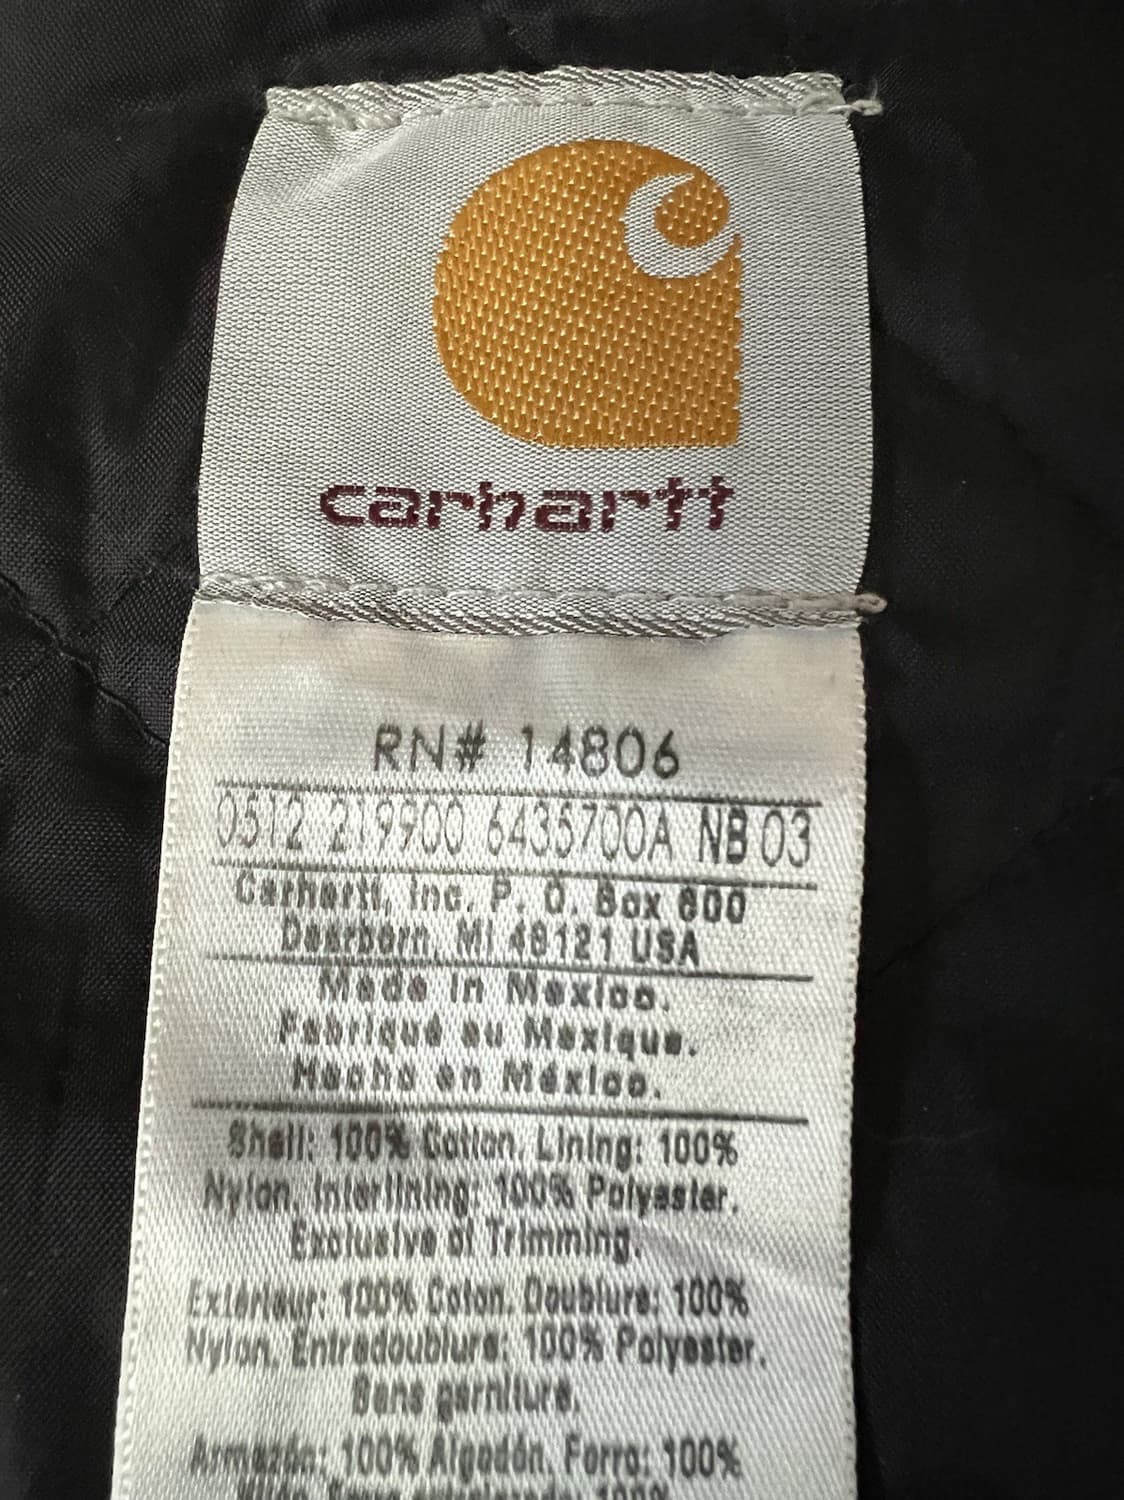 carhartt
RN# 14806
0512 219900 6435700A NB 03
Carhartt, Inc. P. O. Box 600
Dearborn, MI 48121 USA
Made in Mexico.
Fabriqué au Mexique.
Hecho en México.
Shell: 100% Cotton. Lining: 100%
Nylon. Interlining: 100% Polyester.
Exclusive of Trimming.
Extérieur: 100% Coton. Doublure: 100%
Nylon. Entredoublure: 100% Polyester.
Sans garniture.
Armazón: 100% Algodón. Forro: 100%